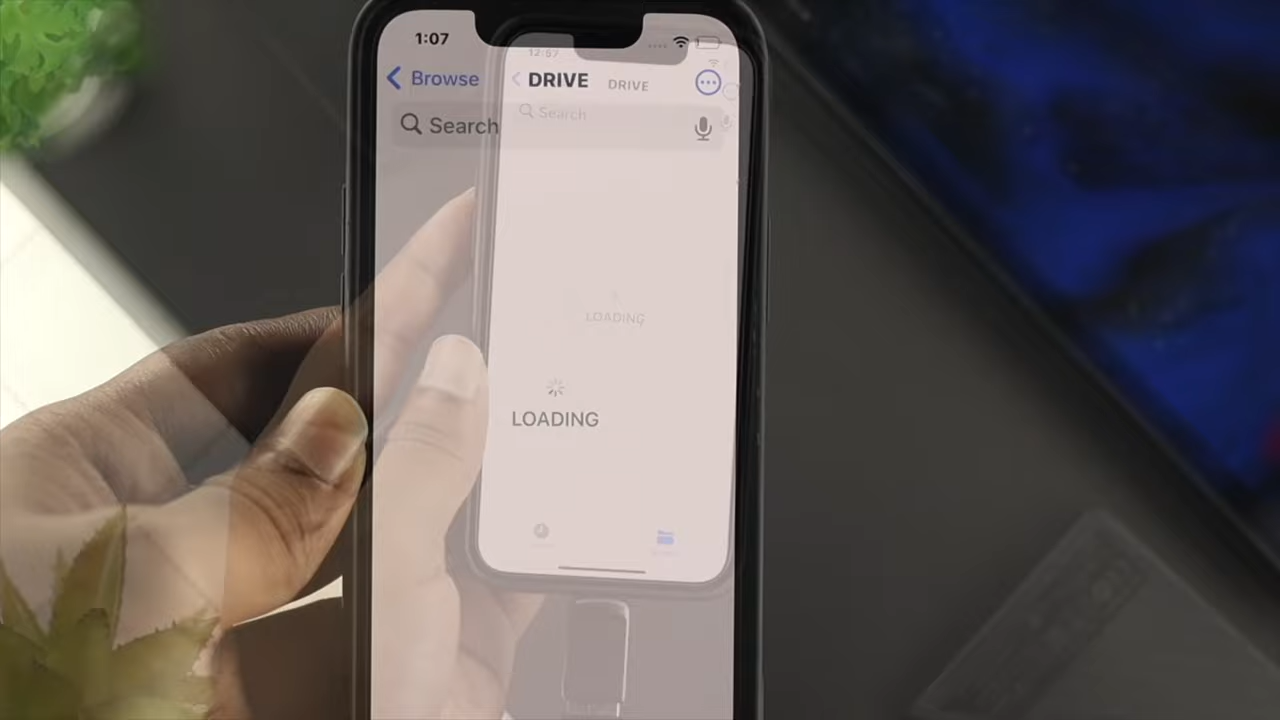 1:07
12:57
Browse
DRIVE
DRIVE
Search
Search
LOADING
LOADING